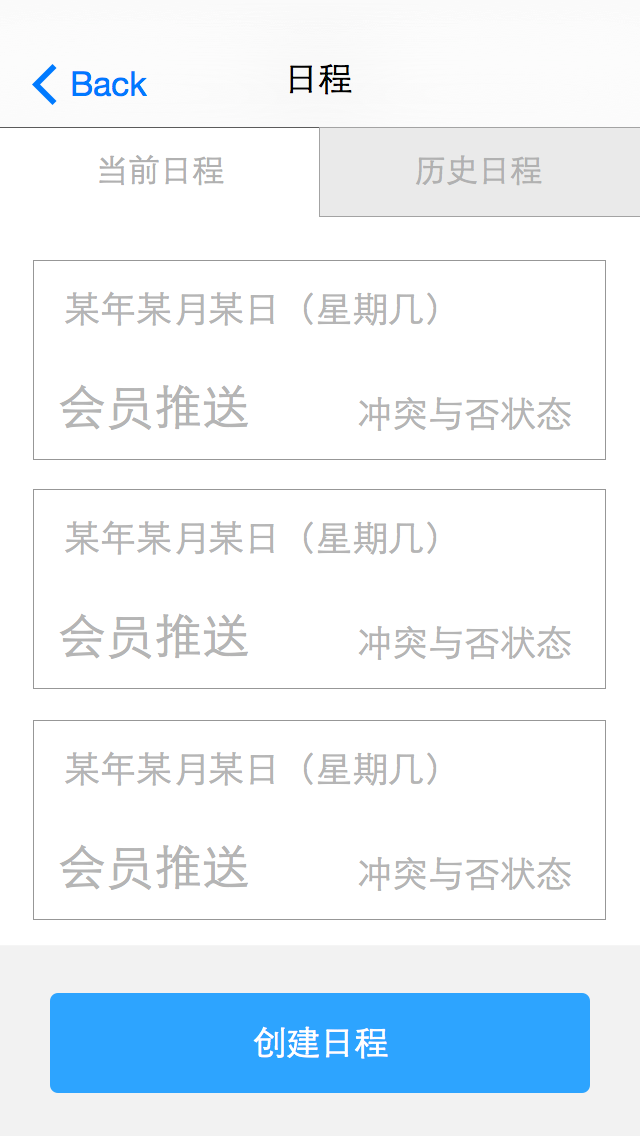 Back
日程
当前日程
历史日程
某年某月某日（星期几）
会员推送
冲突与否状态
某年某月某日（星期几）
会员推送
冲突与否状态
某年某月某日（星期几）
会员推送
冲突与否状态
创建日程